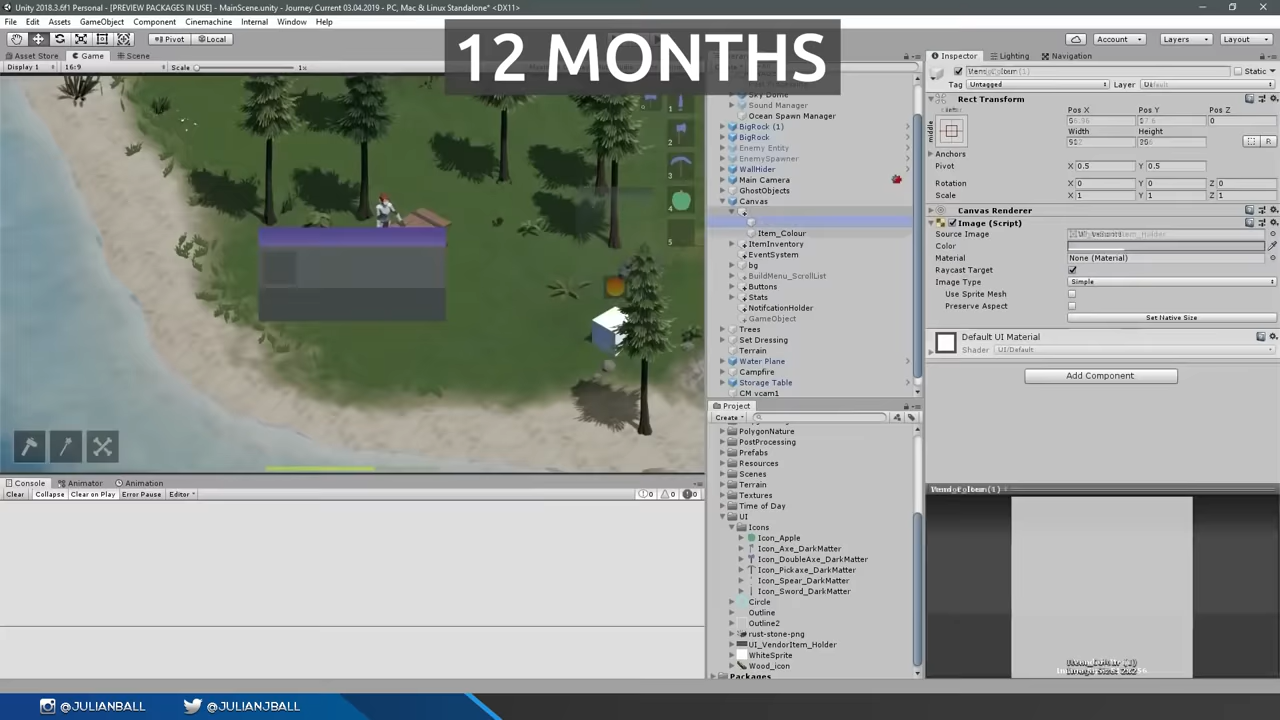 Unity 2018.3.6f1 Personal - [PREVIEW PACKAGES IN USE] - MainScene.unity - Journey Current 03.04.2019 - PC, Mac & Linux Standalone* <DX11>
File Edit Assets GameObject Component Cinemachine Internal Window Help
12 MONTHS
Pivot Local
Account Layers Layout
Asset Store Game Scene
Display 1 16:9 Scale 1x
1
2
3
4
5
Sky Dome
Sound Manager
Ocean Spawn Manager
BigRock (1)
BigRock
Enemy Entity
EnemySpawner
WallHider
Main Camera
GhostObjects
Canvas
Item_Colour
ItemInventory
EventSystem
bg
BuildMenu_ScrollList
Buttons
Stats
NotifcationHolder
GameObject
Trees
Set Dressing
Terrain
Water Plane
Campfire
Storage Table
CM vcam1
Project
Create
PolygonNature
PostProcessing
Prefabs
Resources
Scenes
Terrain
Textures
Time of Day
UI
Icons
Icon_Apple
Icon_Axe_DarkMatter
Icon_DoubleAxe_DarkMatter
Icon_Pickaxe_DarkMatter
Icon_Spear_DarkMatter
Icon_Sword_DarkMatter
Circle
Outline
Outline2
rust-stone-png
UI_VendorItem_Holder
WhiteSprite
Wood_icon
Packages
Inspector Lighting Navigation
Static
Tag Untagged Layer
Rect Transform
middle
Pos X Pos Y Pos Z
0
Width Height
R
Anchors
Pivot X 0.5 Y 0.5
Rotation X 0 Y 0 Z 0
Scale X 1 Y 1 Z 1
Canvas Renderer
Image (Script)
Source Image
Color
Material None (Material)
Raycast Target
Image Type Simple
Use Sprite Mesh
Preserve Aspect
Set Native Size
Default UI Material
Shader UI/Default
Add Component
Console Animator Animation
Clear Collapse Clear on Play Error Pause Editor
0 0 0
@JULIANBALL @JULIANJBALL